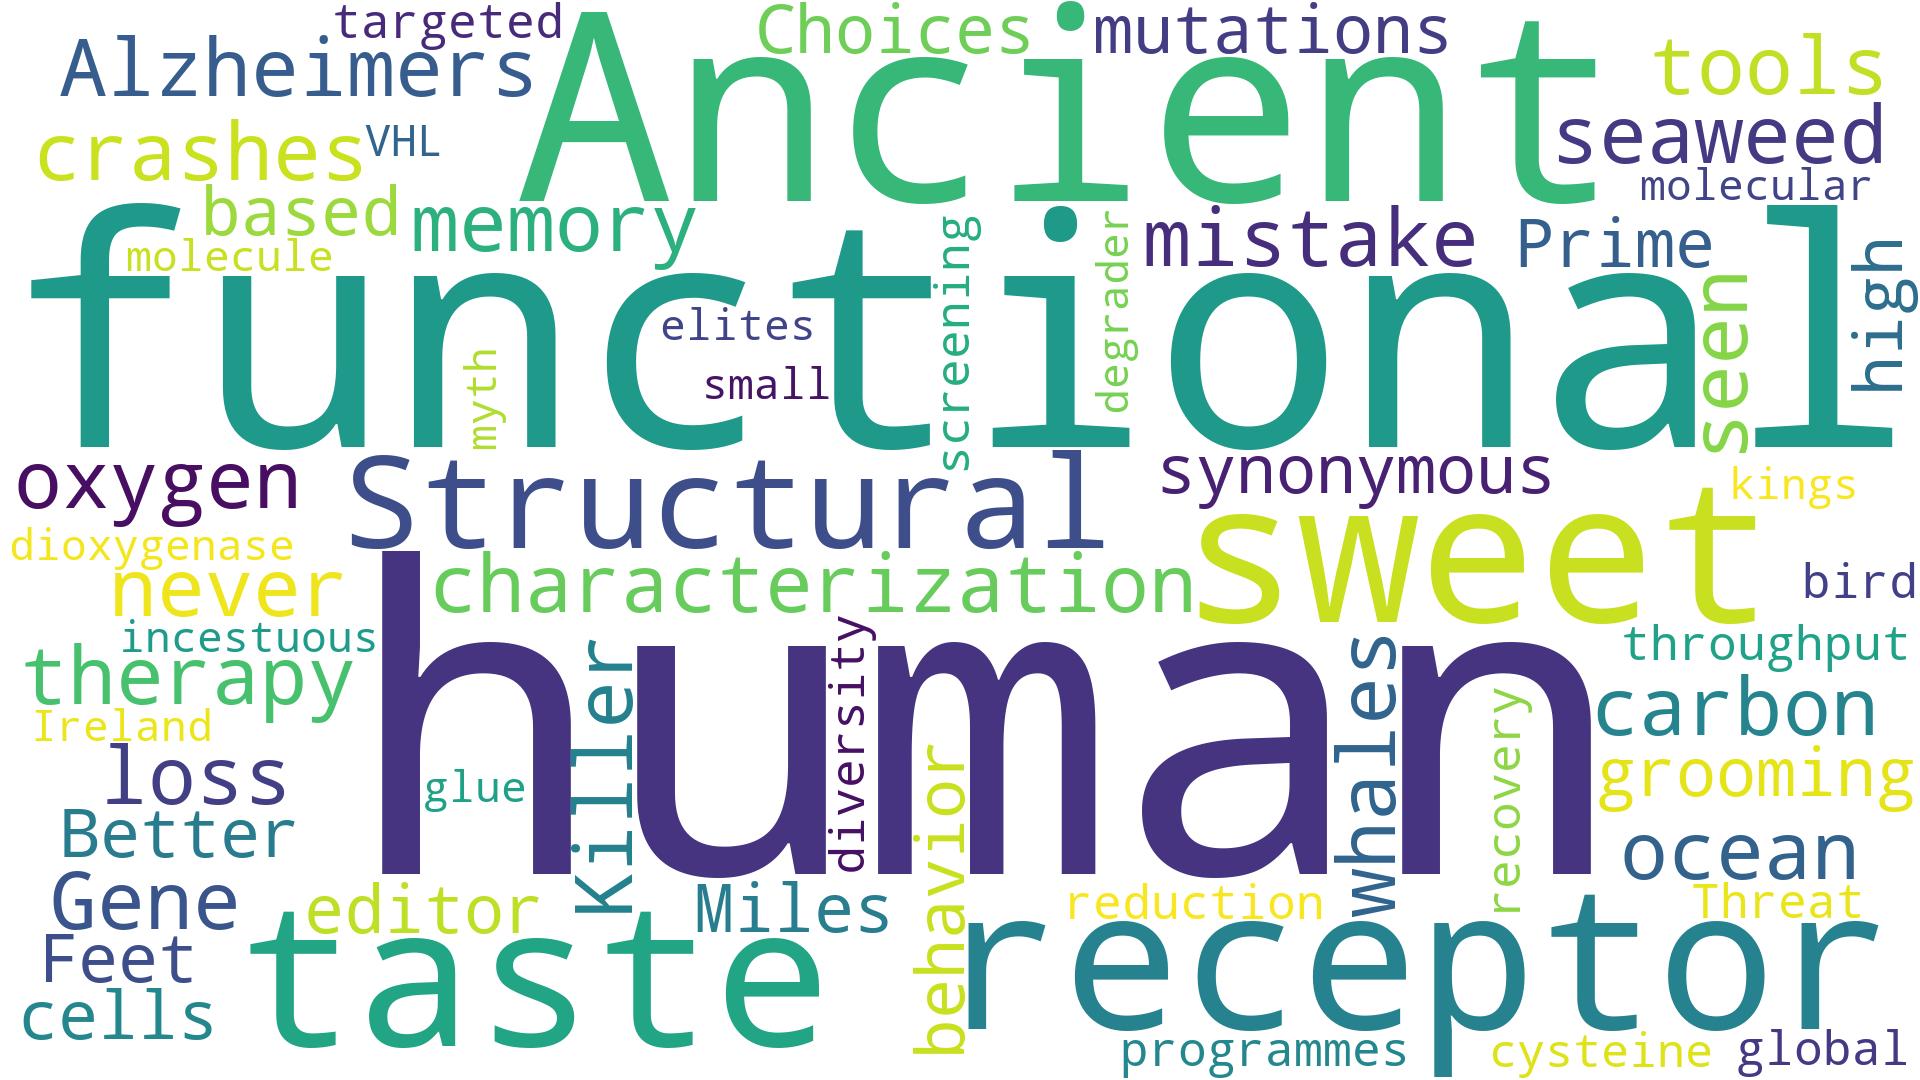 targeted
Choices
mutations
Ancient
Alzheimers
tools
crashes
VHL
seaweed
based
memory
molecular
molecule
mistake
Prime
functional
screening
degrader
seen
high
elites
myth
small
oxygen
Structural
synonymous
kings
dioxygenase
sweet
never
characterization
bird
incestuous
human
throughput
therapy
Killer
diversity
whales
carbon
Ireland
recovery
loss
glue
behavior
grooming
Better
ocean
Gene
editor
Miles
reduction
Threat
Feet
taste
receptor
cells
programmes
cysteine
global